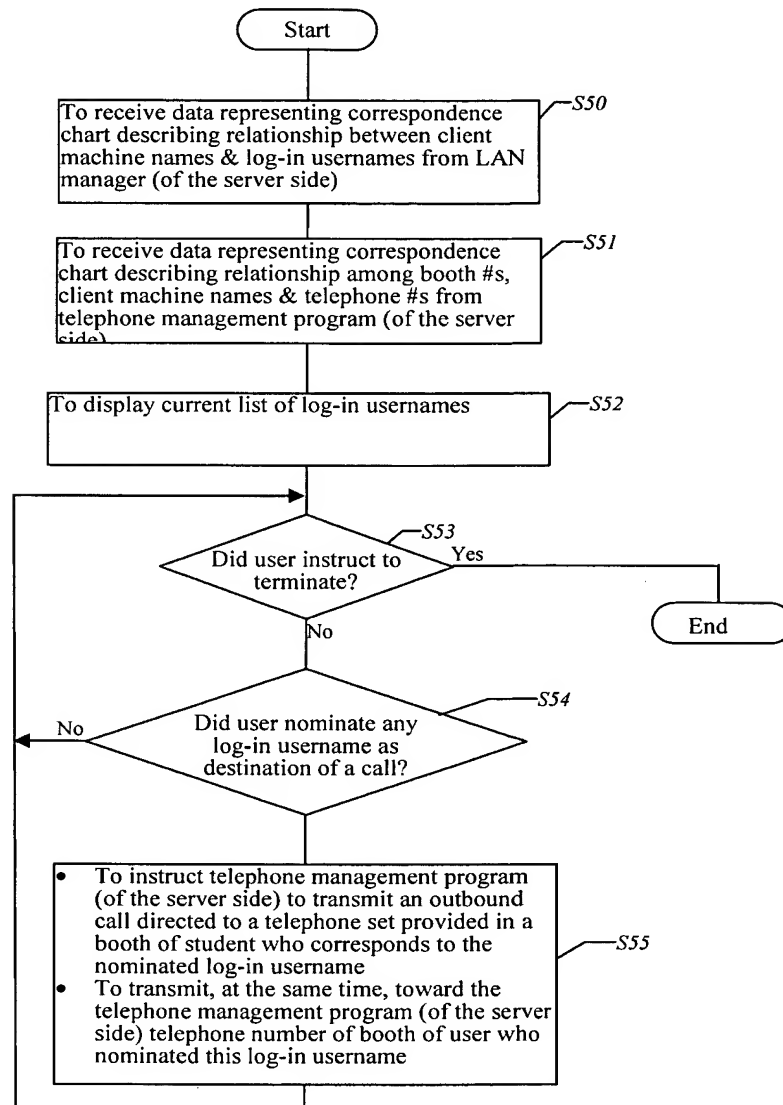 Start
To receive data representing correspondence
chart describing relationship between client
machine names & log-in usernames from LAN
manager (of the server side)
S50
To receive data representing correspondence
chart describing relationship among booth #s,
client machine names & telephone #s from
telephone management program (of the server
side)
S51
To display current list of log-in usernames
S52
S53
Did user instruct to
terminate?
Yes
End
No
S54
No
Did user nominate any
log-in username as
destination of a call?
• To instruct telephone management program
(of the server side) to transmit an outbound
call directed to a telephone set provided in a
booth of student who corresponds to the
nominated log-in username
• To transmit, at the same time, toward the
telephone management program (of the server
side) telephone number of booth of user who
nominated this log-in username
S55